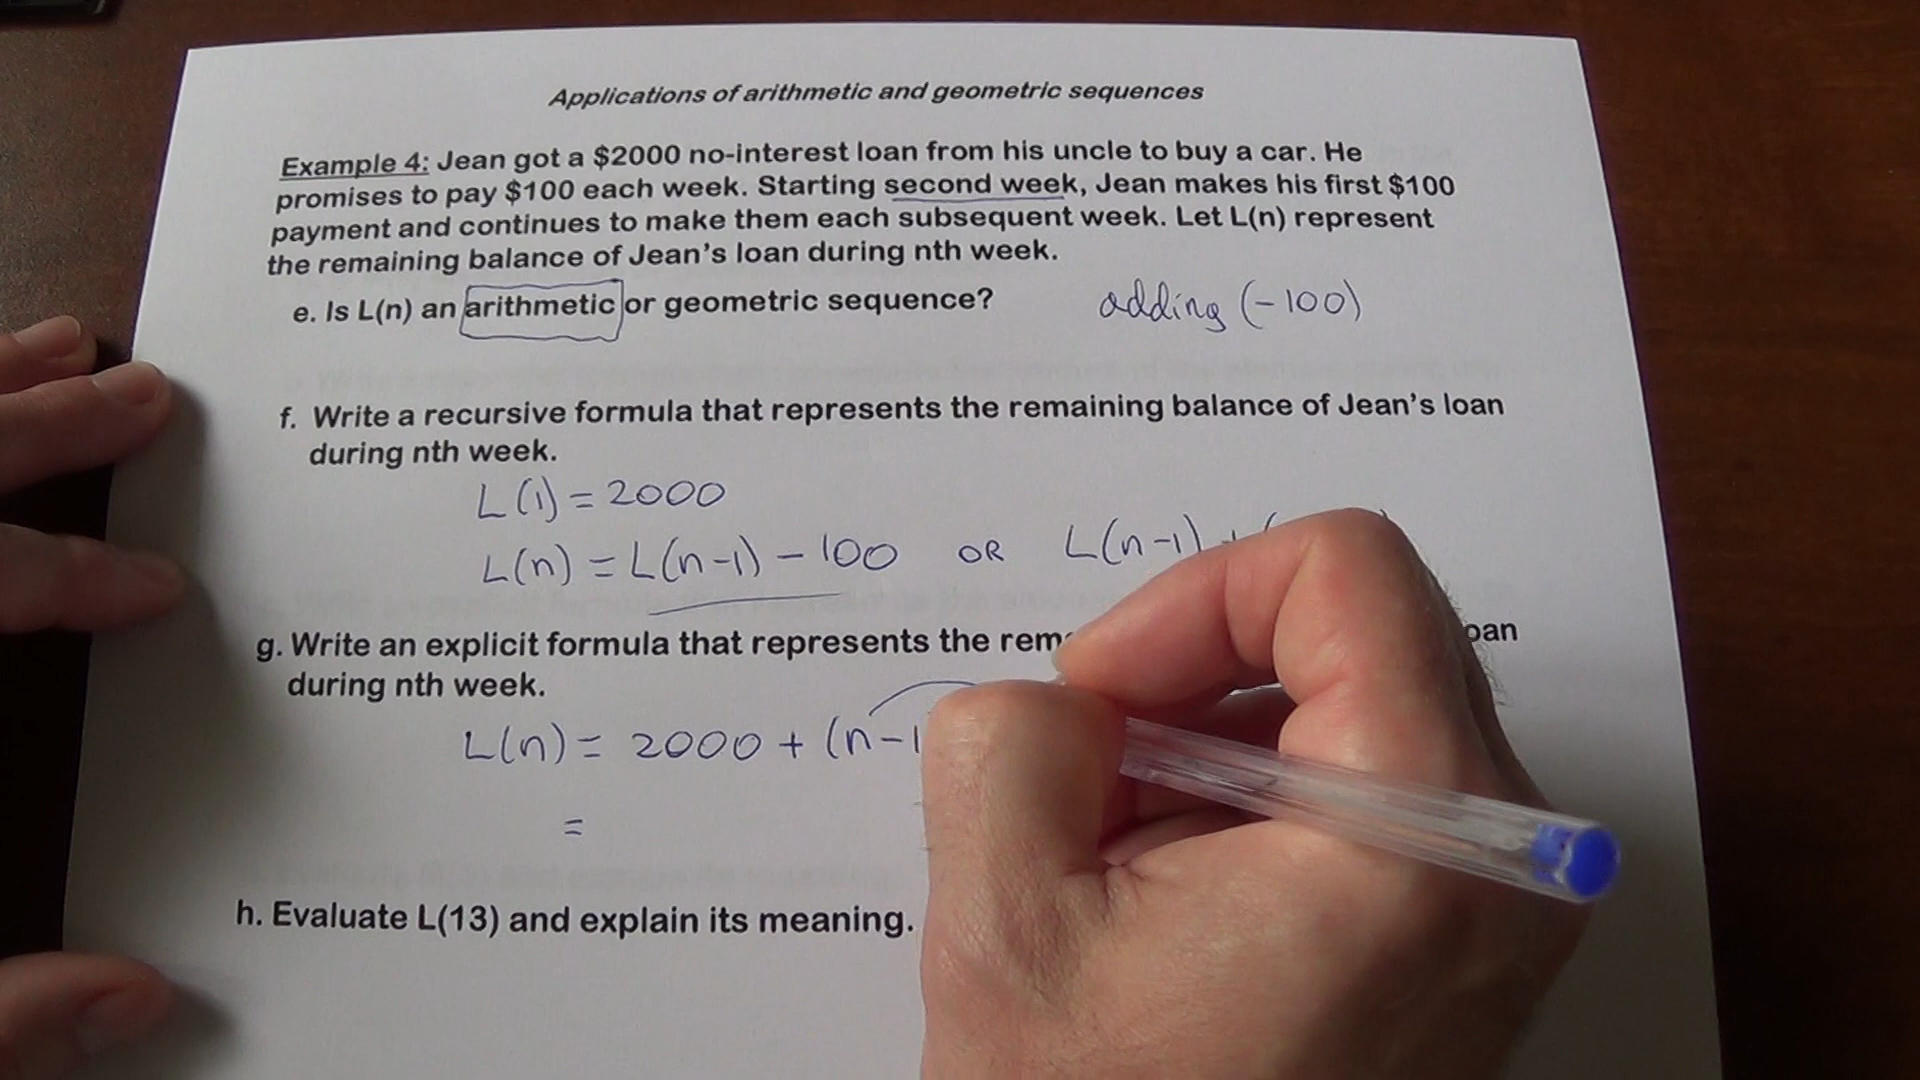 Applications of arithmetic and geometric sequences
Example 4: Jean got a $2000 no-interest loan from his uncle to buy a car. He
promises to pay $100 each week. Starting second week, Jean makes his first $100
payment and continues to make them each subsequent week. Let L(n) represent
the remaining balance of Jean's loan during nth week.
e. Is L(n) an arithmetic or geometric sequence? adding (-100)
f. Write a recursive formula that represents the remaining balance of Jean's loan
during nth week.
L(1) = 2000
L(n) = L(n-1) - 100 OR L(n-1) + (
g. Write an explicit formula that represents the
during nth week.
L(n) = 2000 + (n-1
=
h. Evaluate L(13) and explain its meaning.